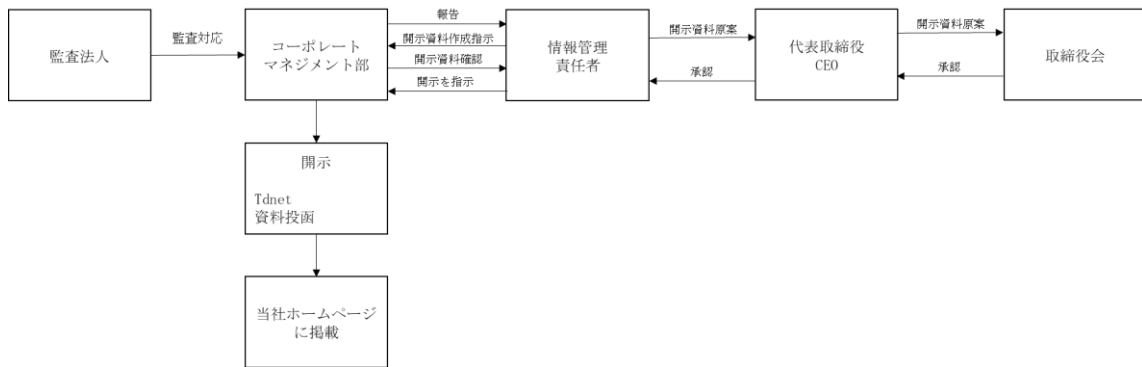 監査法人
監査対応
コーポレート
マネジメント部
報告
開示資料作成指示
開示資料確認
開示を指示
情報管理
責任者
開示資料原案
承認
代表取締役
CEO
開示資料原案
承認
取締役会
開示
Tdnet
資料投函
当社ホームページ
に掲載